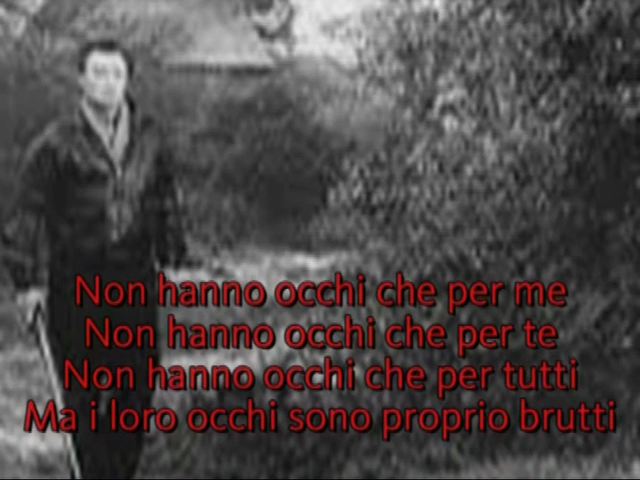 Non hanno occhi che per me
Non hanno occhi che per te
Non hanno occhi che per tutti
Ma i loro occhi sono proprio brutti